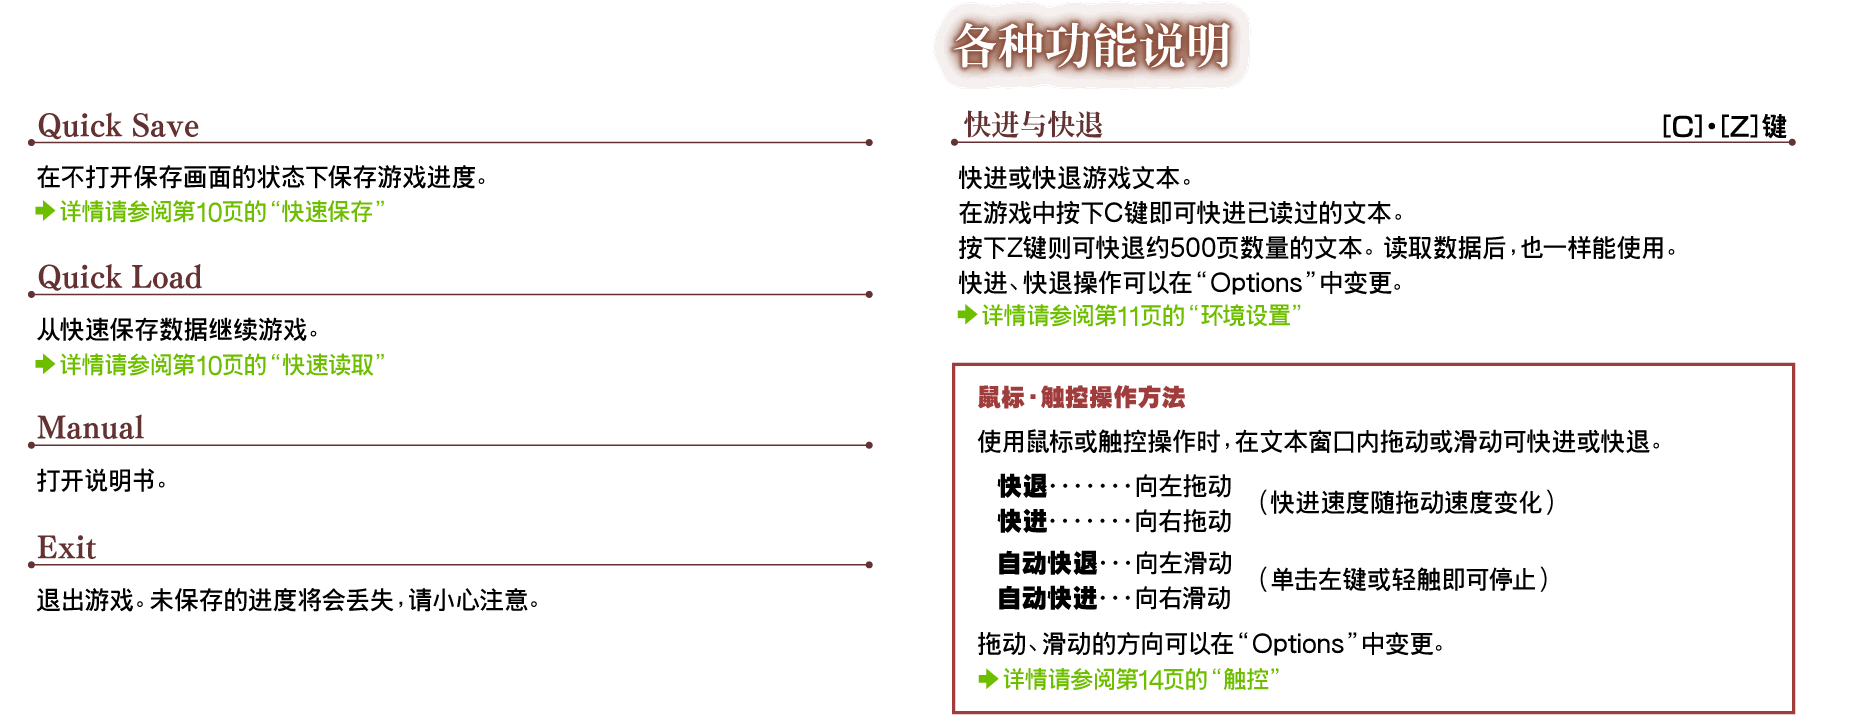 Quick Save
在不打开保存画面的状态下保存游戏进度。
➡详情请参阅第10页的“快速保存”
Quick Load
从快速保存数据继续游戏。
➡详情请参阅第10页的“快速读取”
Manual
打开说明书。
Exit
退出游戏。未保存的进度将会丢失，请小心注意。
各种功能说明
快进与快退 [C]・[Z]键
快进或快退游戏文本。
在游戏中按下C键即可快进已读过的文本。
按下Z键则可快退约500页数量的文本。读取数据后，也一样能使用。
快进、快退操作可以在“Options”中变更。
➡详情请参阅第11页的“环境设置”
鼠标・触控操作方法
使用鼠标或触控操作时，在文本窗口内拖动或滑动可快进或快退。
快退・・・・・・・向左拖动
快进・・・・・・・向右拖动
（快进速度随拖动速度变化）
自动快退・・・向左滑动
自动快进・・・向右滑动
（单击左键或轻触即可停止）
拖动、滑动的方向可以在“Options”中变更。
➡详情请参阅第14页的“触控”